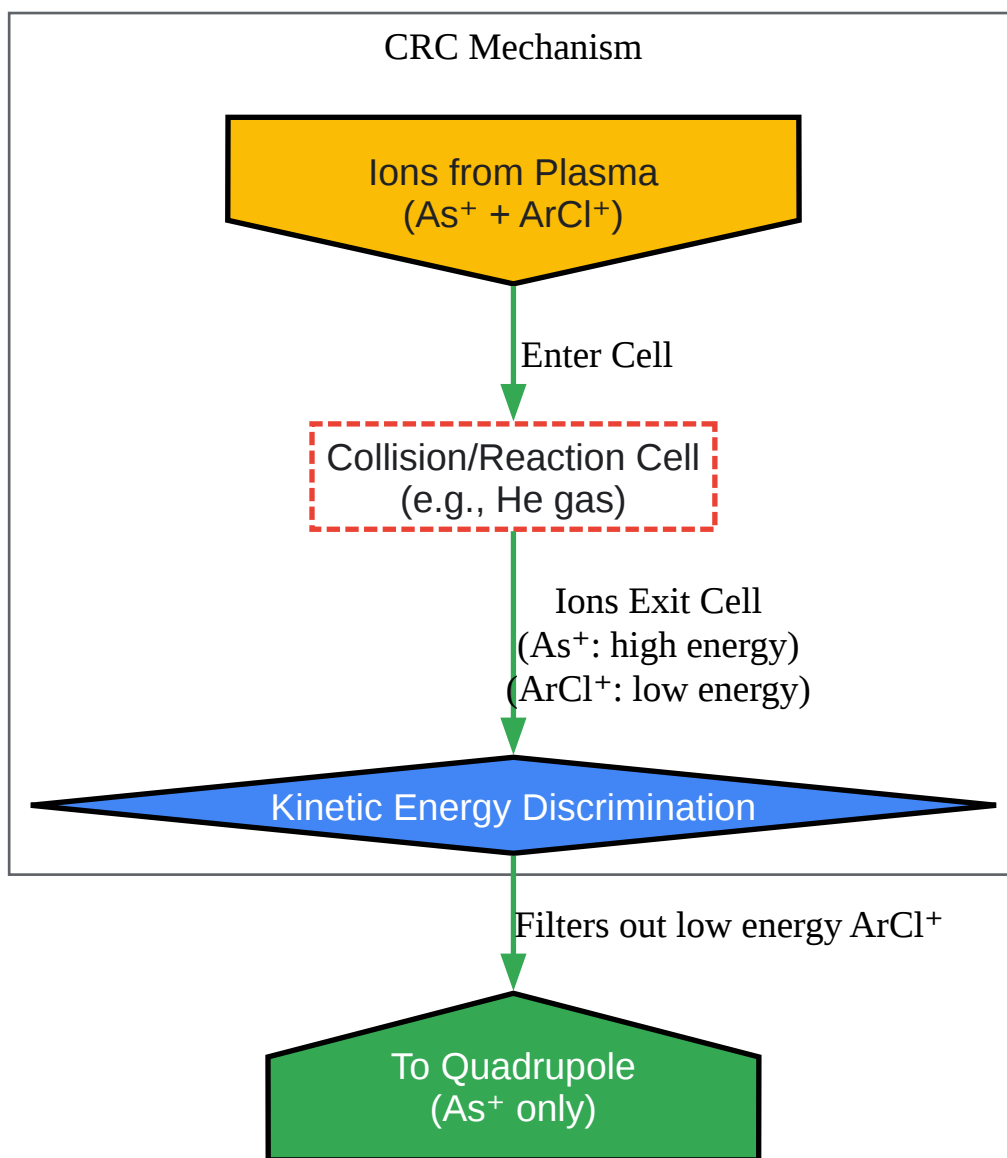 CRC Mechanism
Ions from Plasma
(As⁺ + ArCl⁺)
Enter Cell
Collision/Reaction Cell
(e.g., He gas)
Ions Exit Cell
(As⁺: high energy)
(ArCl⁺: low energy)
Kinetic Energy Discrimination
Filters out low energy ArCl⁺
To Quadrupole
(As⁺ only)